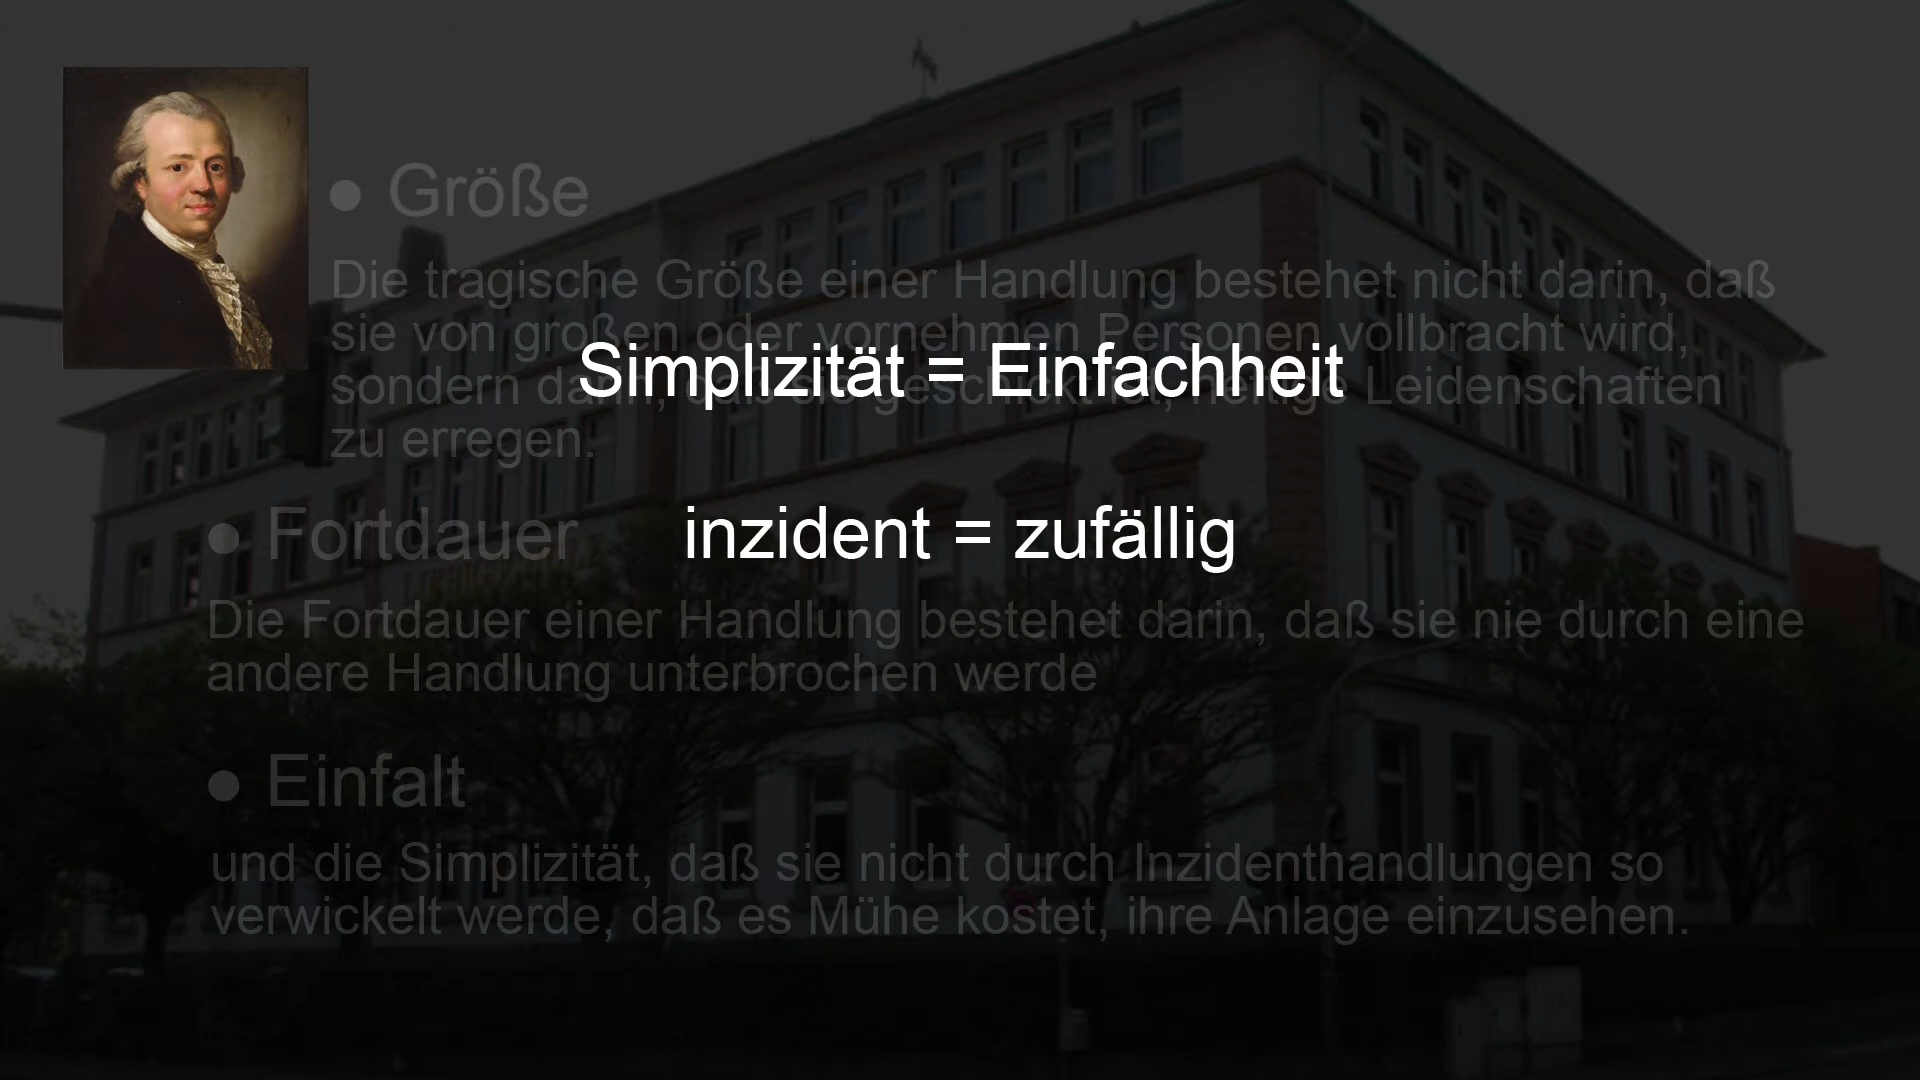 ● Größe
Die tragische Größe einer Handlung bestehet nicht darin, daß
sie von großen oder vornehmen Personen vollbracht wird,
Simplizität = Einfachheit
sondern Leidenschaften
zu erregen.
● Fortdauer
inzident = zufällig
Die Fortdauer einer Handlung bestehet darin, daß sie nie durch eine
andere Handlung unterbrochen werde
● Einfalt
und die Simplizität, daß sie nicht durch Inzidenthandlungen so
verwickelt werde, daß es Mühe kostet, ihre Anlage einzusehen.